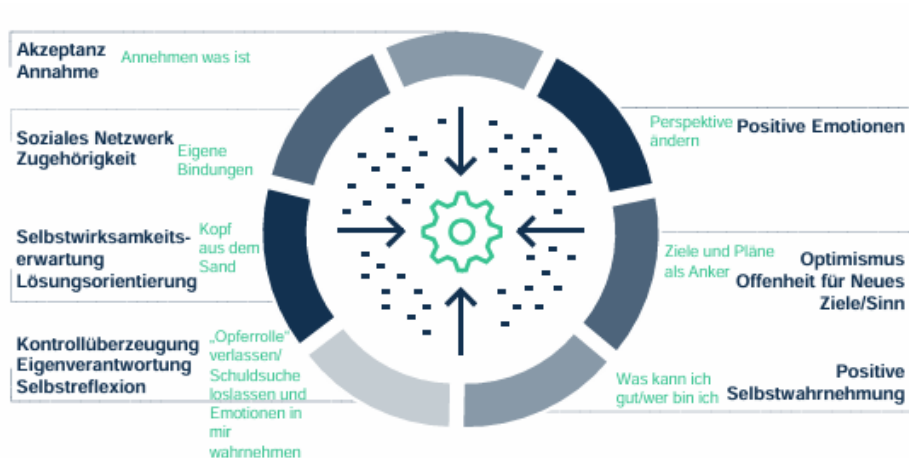 Akzeptanz
Annahme
Annehmen was ist
Soziales Netzwerk
Zugehörigkeit
Eigene
Bindungen
Selbstwirksamkeits-
erwartung
Lösungsorientierung
Kopf
aus dem
Sand
Kontrollüberzeugung
Eigenverantwortung
Selbstreflexion
„Opferrolle“
verlassen/
Schuldsuche
loslassen und
Emotionen in
mir
wahrnehmen
Perspektive
ändern
Positive Emotionen
Ziele und Pläne
als Anker
Optimismus
Offenheit für Neues
Ziele/Sinn
Was kann ich
gut/wer bin ich
Positive
Selbstwahrnehmung